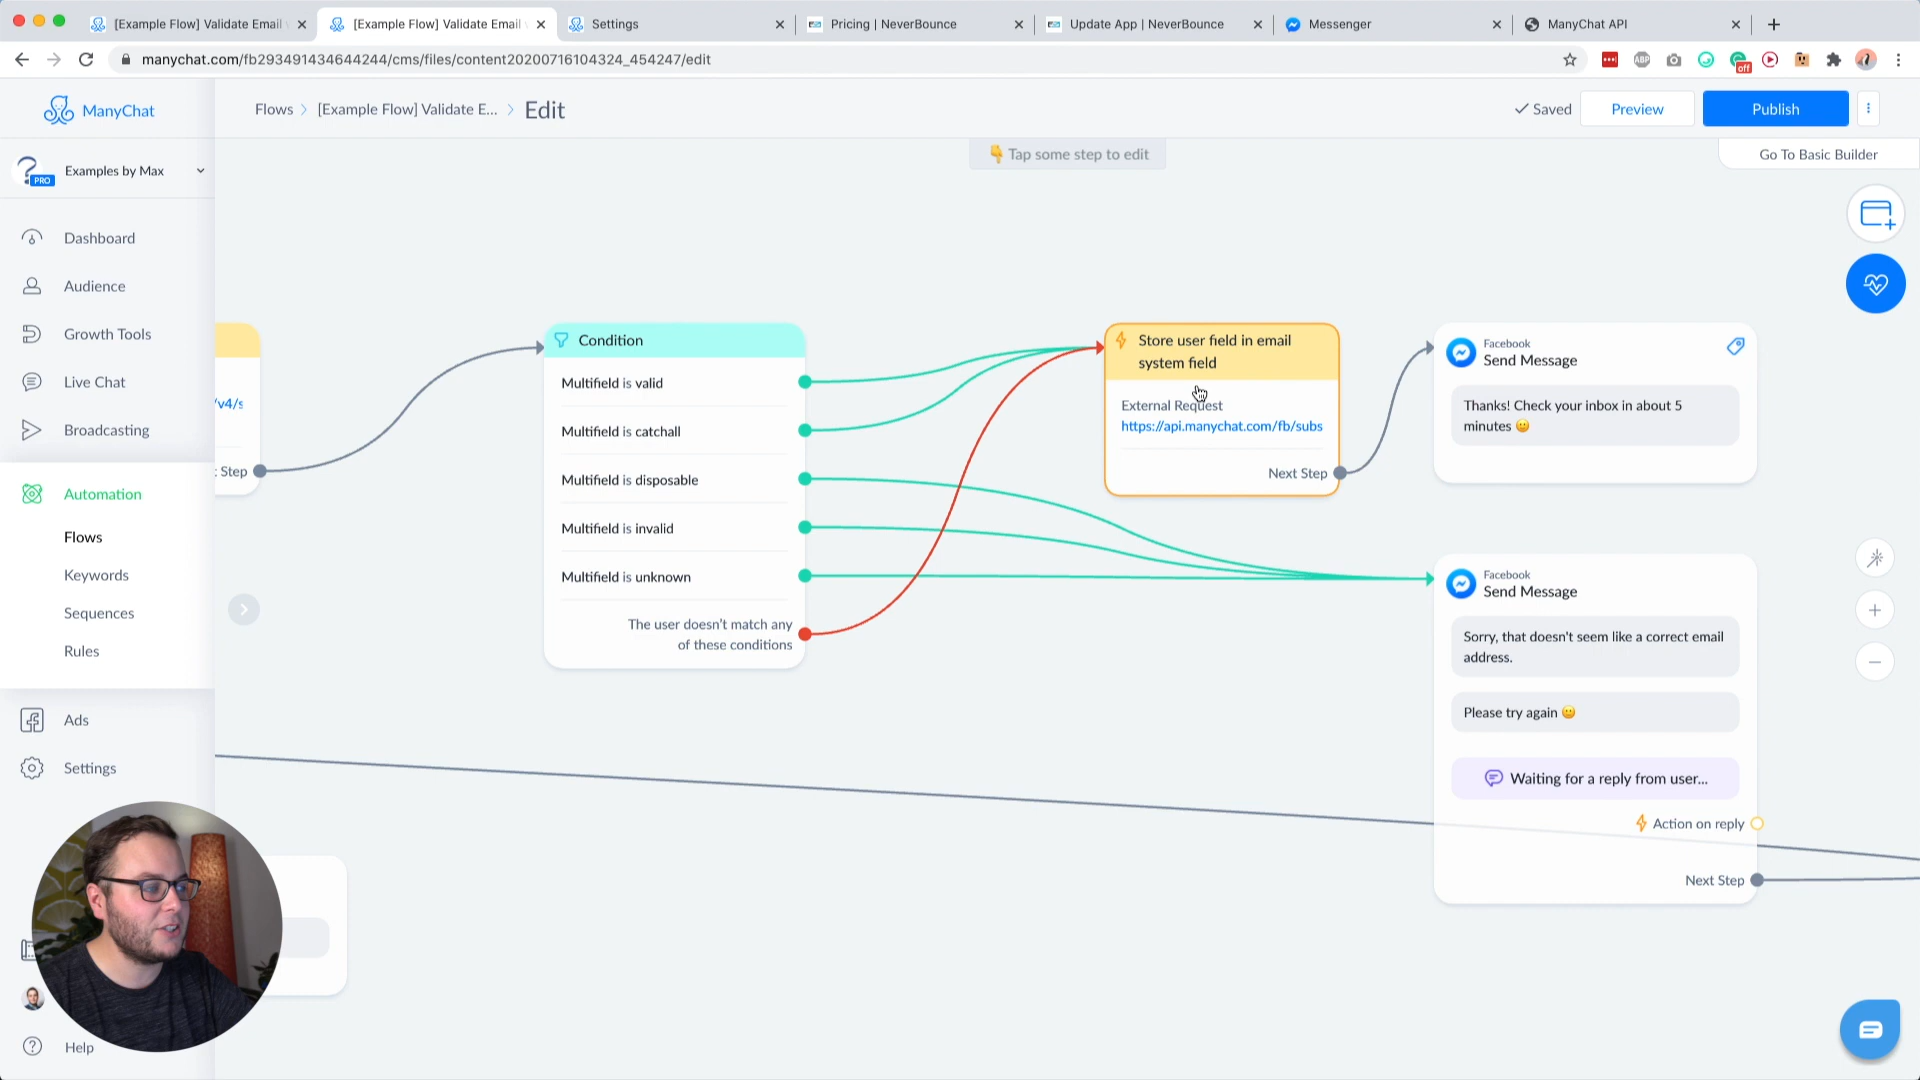 [Example Flow] Validate Email
[Example Flow] Validate Email
Settings
Pricing | NeverBounce
Update App | NeverBounce
Messenger
ManyChat API
manychat.com/fb293491434644244/cms/files/content20200716104324_454247/edit
ABP
off
ManyChat
Flows
[Example Flow] Validate E...
Edit
Saved
Preview
Publish
Tap some step to edit
Go To Basic Builder
PRO
Examples by Max
Dashboard
Audience
Growth Tools
Live Chat
Broadcasting
Automation
Flows
Keywords
Sequences
Rules
Ads
Settings
Help
/v4/s
Step
Condition
Multifield is valid
Multifield is catchall
Multifield is disposable
Multifield is invalid
Multifield is unknown
The user doesn't match any
of these conditions
Store user field in email
system field
External Request
https://api.manychat.com/fb/subs
Next Step
Facebook
Send Message
Thanks! Check your inbox in about 5
minutes
Facebook
Send Message
Sorry, that doesn't seem like a correct email
address.
Please try again
Waiting for a reply from user...
Action on reply
Next Step